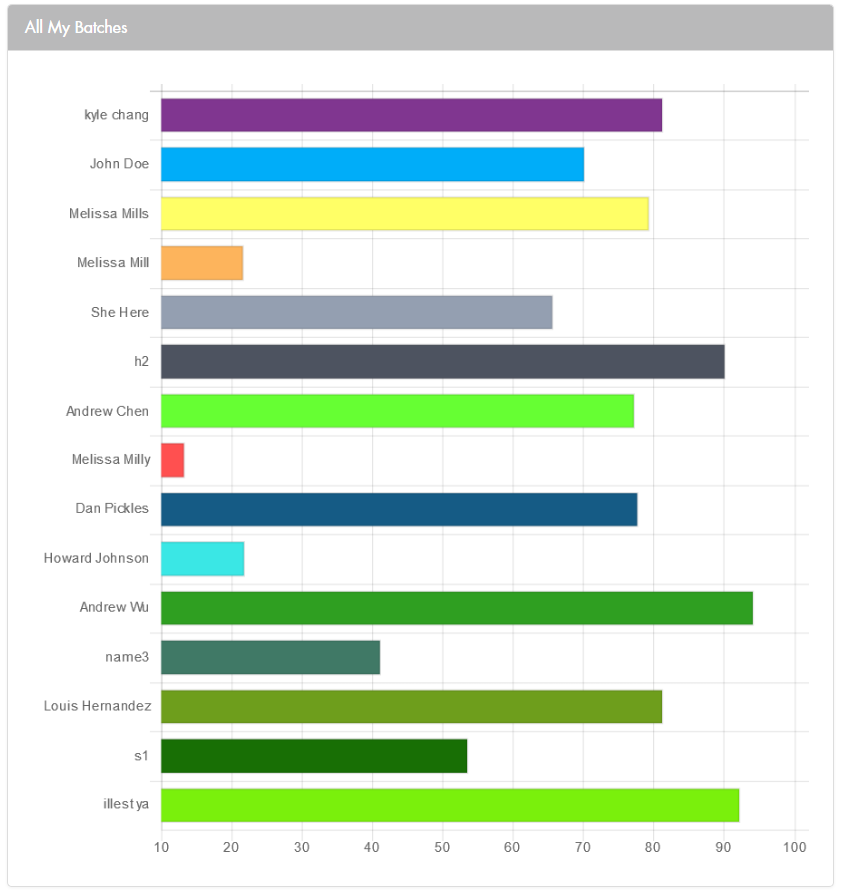 All My Batches
kyle chang
John Doe
Melissa Mills
Melissa Mill
She Here
h2
Andrew Chen
Melissa Milly
Dan Pickles
Howard Johnson
Andrew Wu
name3
Louis Hernandez
s1
illest ya
10 20 30 40 50 60 70 80 90 100